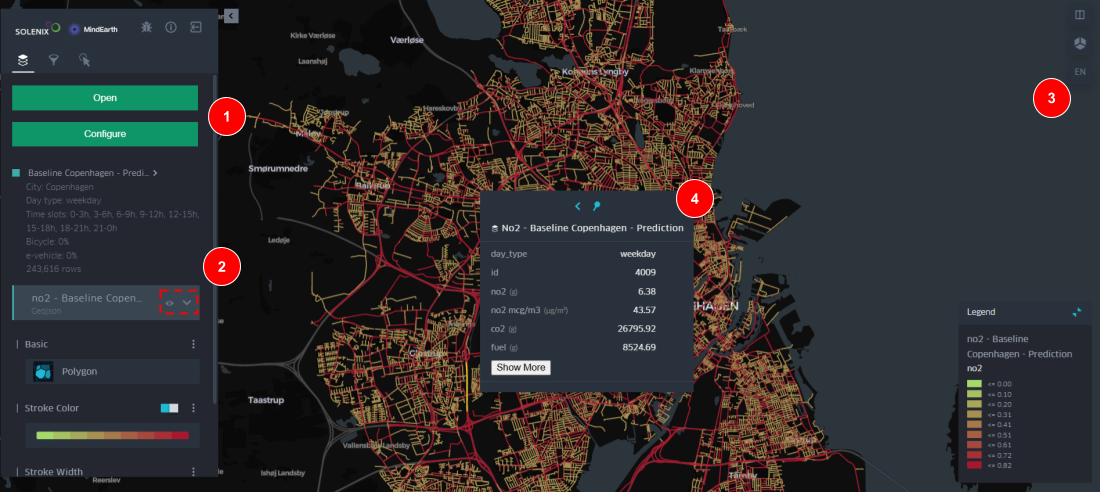 SOLENIX
MindEarth
Open
Configure
1
Baseline Copenhagen - Predi..
City: Copenhagen
Day type: weekday
Time slots: 0-3h, 3-6h, 6-9h, 9-12h, 12-15h,
15-18h, 18-21h, 21-0h
Bicycle: 0%
e-vehicle: 0%
243,616 rows
2
no2 - Baseline Copen...
Geojson
Basic
Polygon
Stroke Color
Stroke Width
Kirke Værløse
Værløse
Laanshøj
Taarbæk
Kongens Lyngby
Hareskovby
Måløv
Smørumnedre
Ballerup
Ledøje
Glostrup
Taastrup
Vallensbæk Landsby
Ishøj Landsby
Reerslev
Tårnby
EN
3
4
No2 - Baseline Copenhagen - Prediction
day_type weekday
id 4009
no2 (g) 6.38
no2 mcg/m3 (µg/m³) 43.57
co2 (g) 26795.92
fuel (g) 8524.69
Show More
Legend
no2 - Baseline
Copenhagen - Prediction
no2
<= 0.00
<= 0.10
<= 0.20
<= 0.31
<= 0.41
<= 0.51
<= 0.61
<= 0.72
<= 0.82